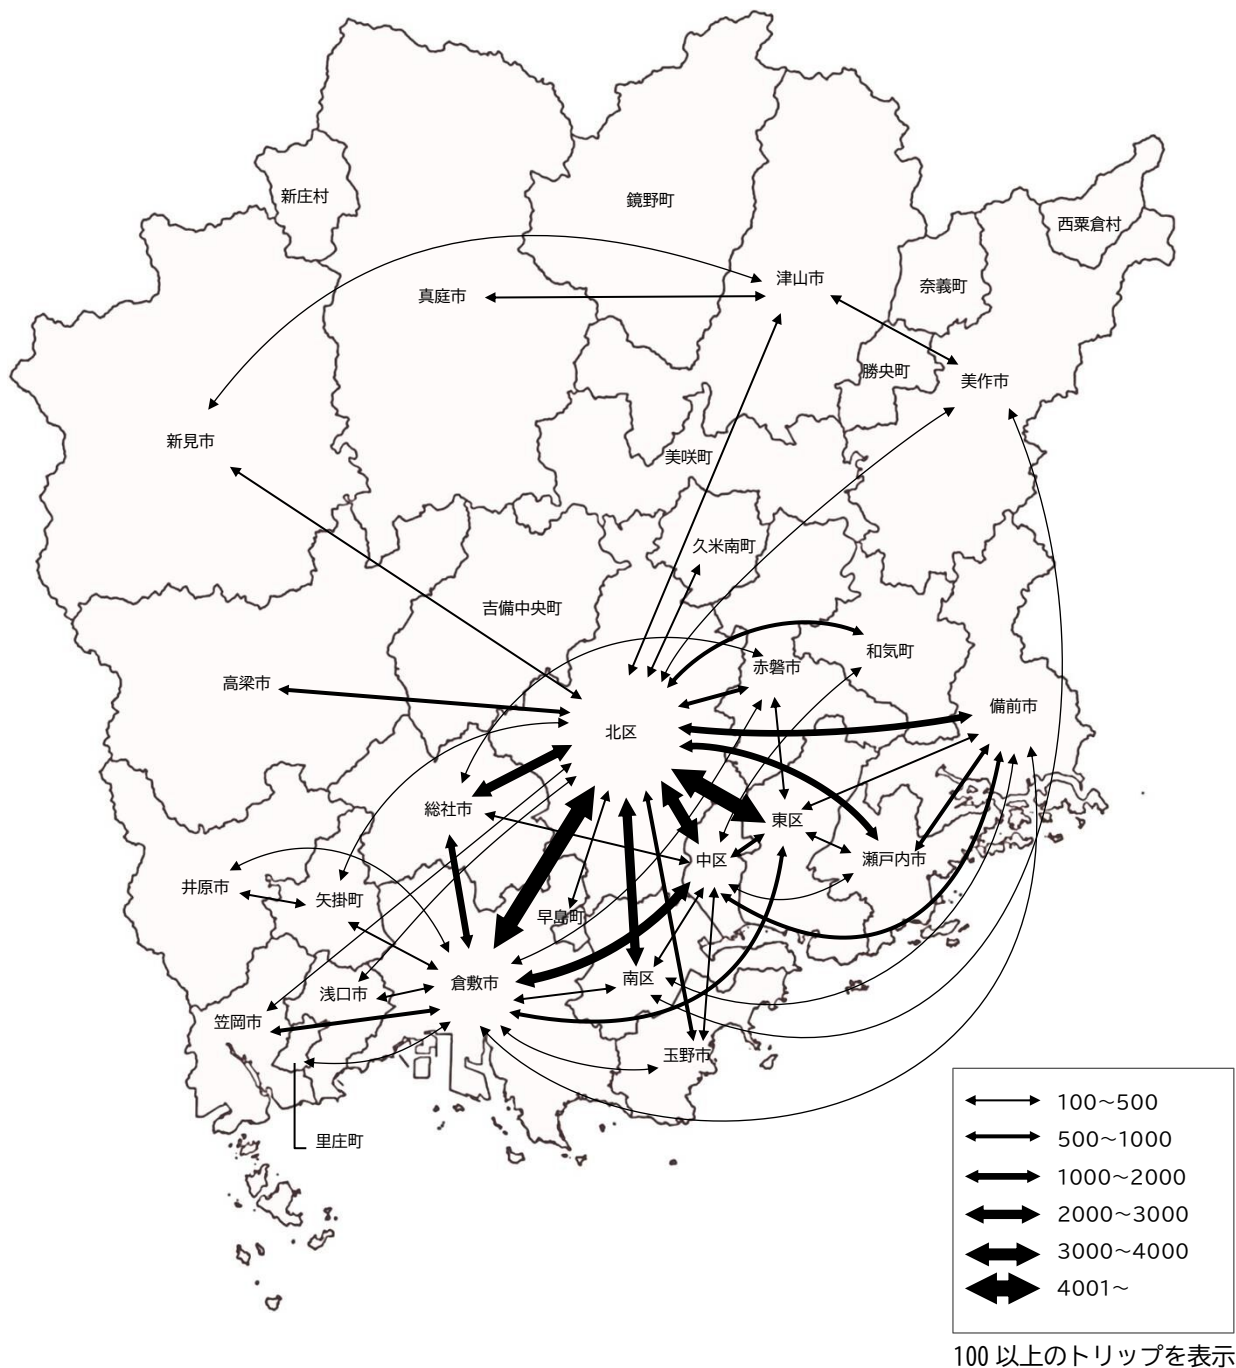 新庄村
鏡野町
西粟倉村
津山市
奈義町
真庭市
勝央町
美作市
新見市
美咲町
久米南町
吉備中央町
和気町
赤磐市
高梁市
備前市
北区
総社市
東区
中区
瀬戸内市
井原市
矢掛町
早島町
倉敷市
南区
浅口市
笠岡市
玉野市
里庄町
100~500
500~1000
1000~2000
2000~3000
3000~4000
4001~
100以上のトリップを表示